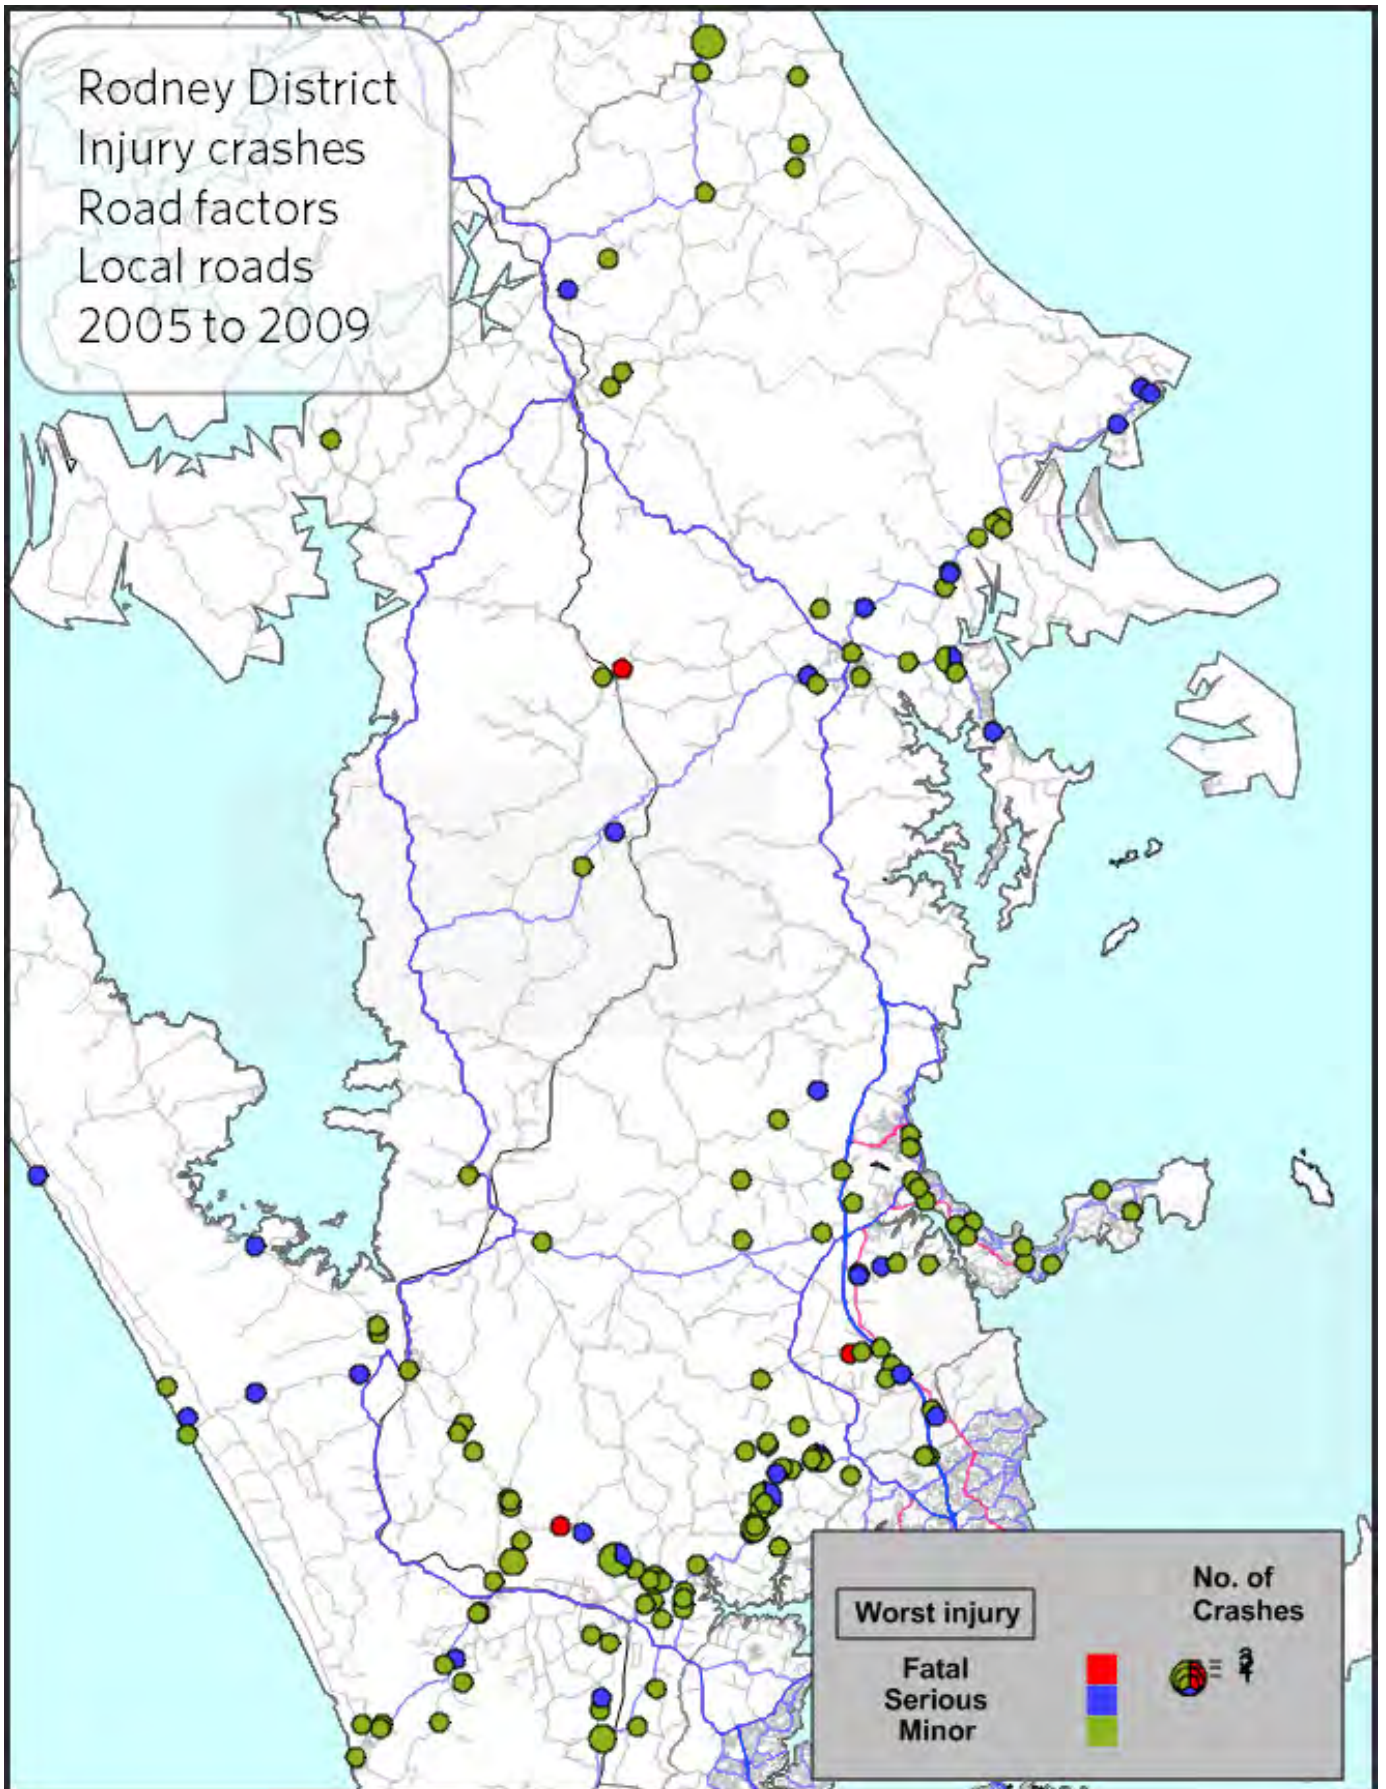 Rodney District
Injury crashes
Road factors
Local roads
2005 to 2009
Worst injury
No. of
Crashes
Fatal
Serious
Minor